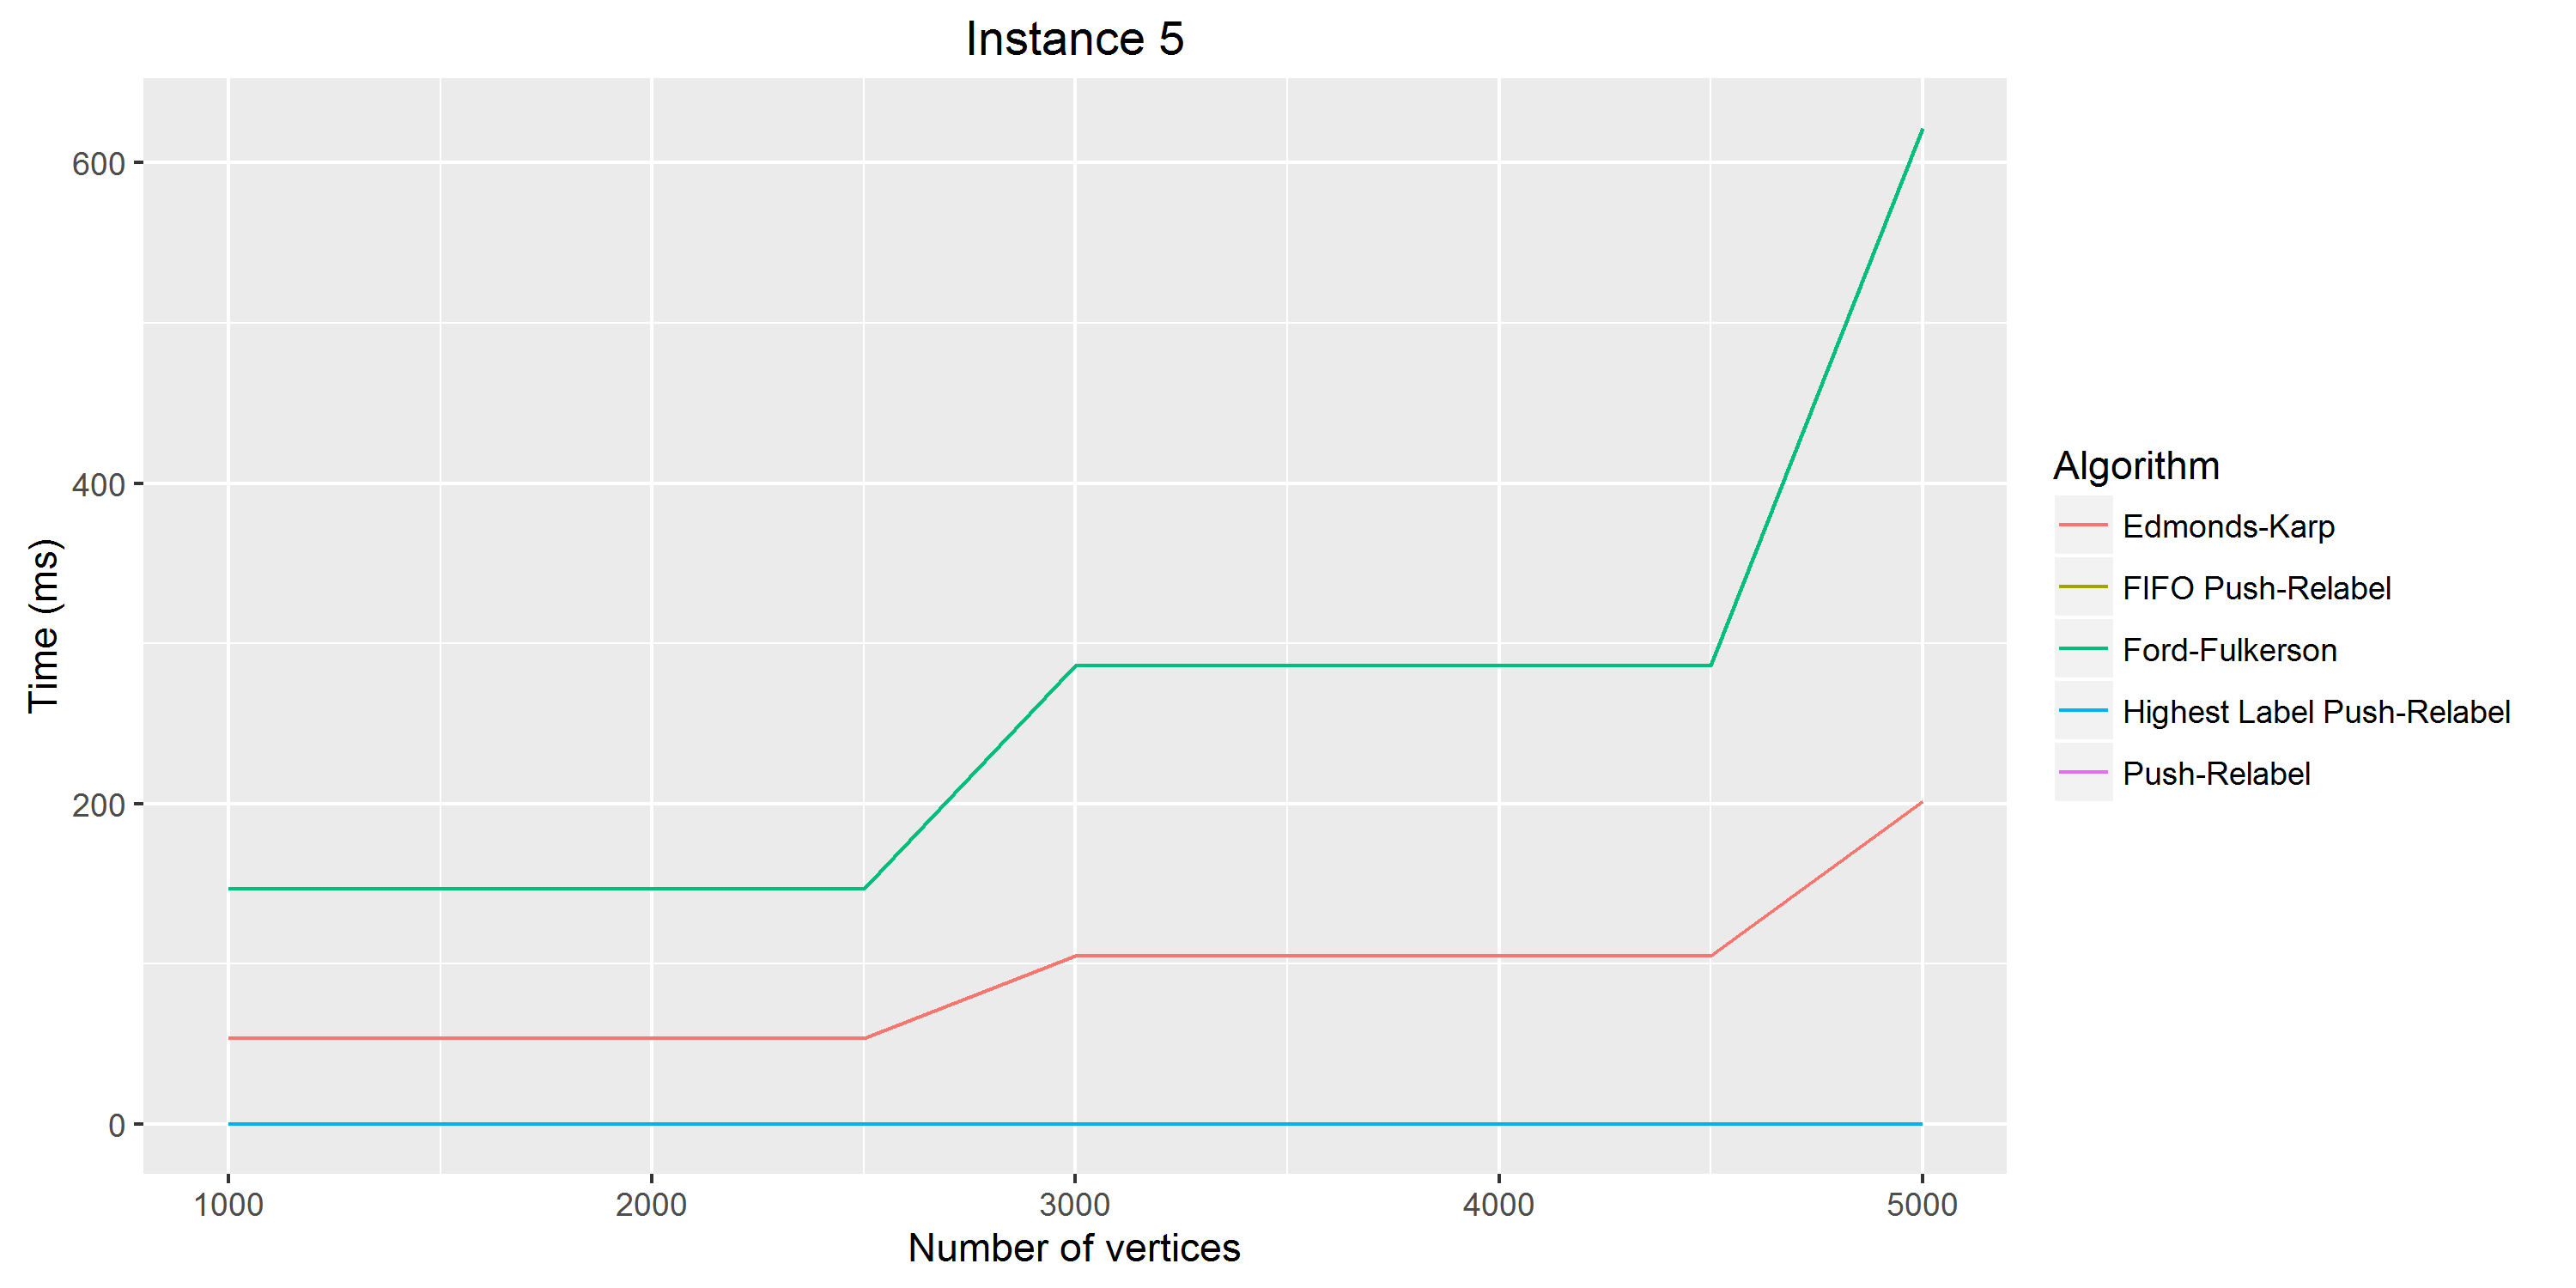 Instance 5
600
400
200
0
Time (ms)
1000 2000 3000 4000 5000
Number of vertices
Algorithm
Edmonds-Karp
FIFO Push-Relabel
Ford-Fulkerson
Highest Label Push-Relabel
Push-Relabel